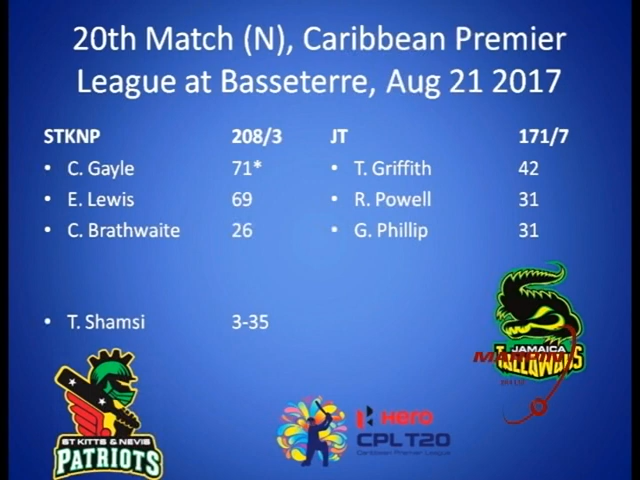 20th Match (N), Caribbean Premier
League at Basseterre, Aug 21 2017
STKNP 208/3 JT 171/7
• C. Gayle 71* • T. Griffith 42
• E. Lewis 69 • R. Powell 31
• C. Brathwaite 26 • G. Phillip 31
• T. Shamsi 3-35
JAMAICA
TALLAWAHS
MARPIN
ST KITTS & NEVIS
PATRIOTS
Hero
CPLT20
Caribbean Premier League